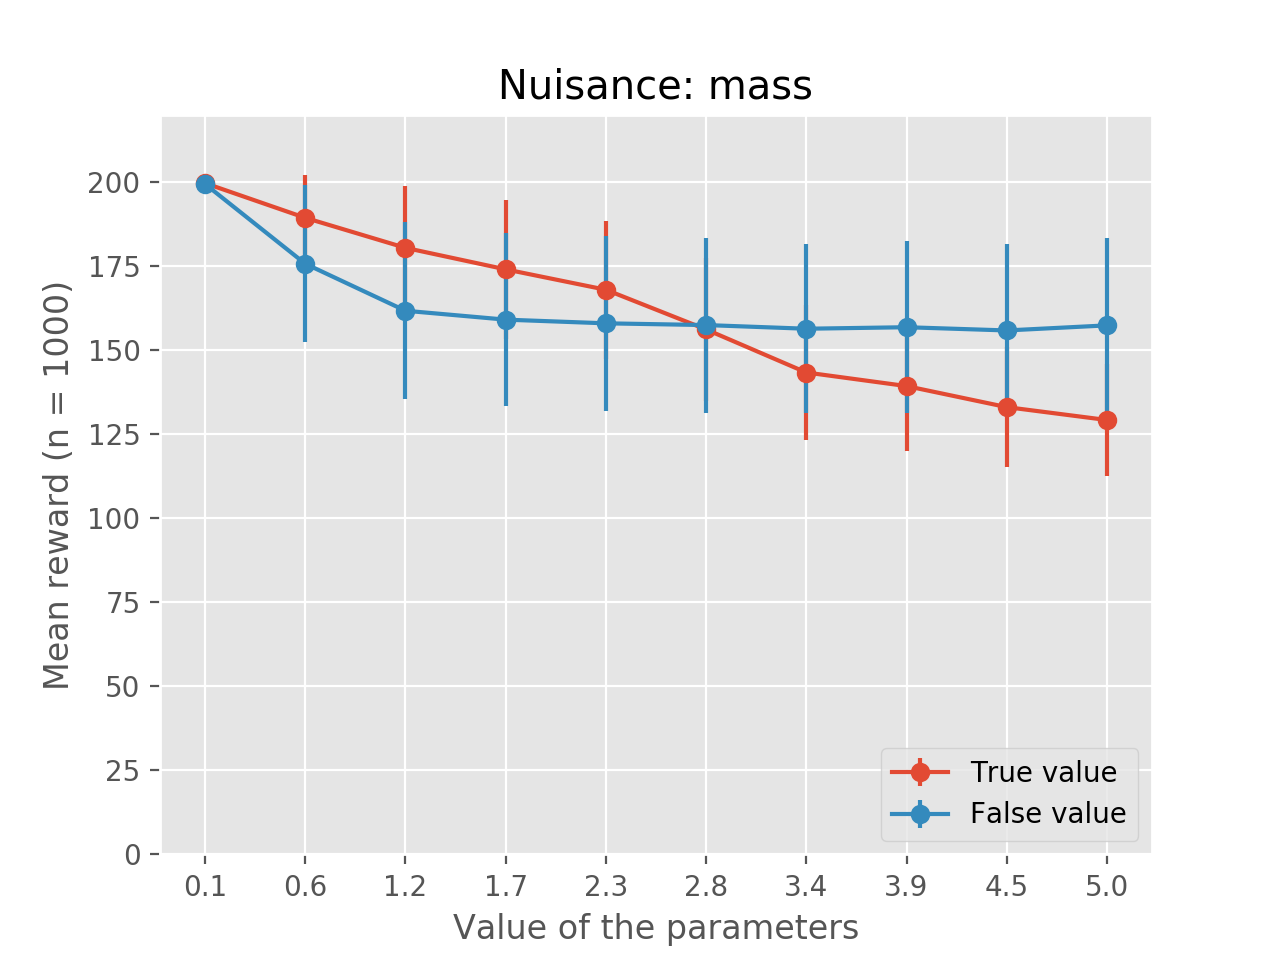 Nuisance: mass
Mean reward (n = 1000)
200
175
150
125
100
75
50
25
0
True value
False value
0.1 0.6 1.2 1.7 2.3 2.8 3.4 3.9 4.5 5.0
Value of the parameters